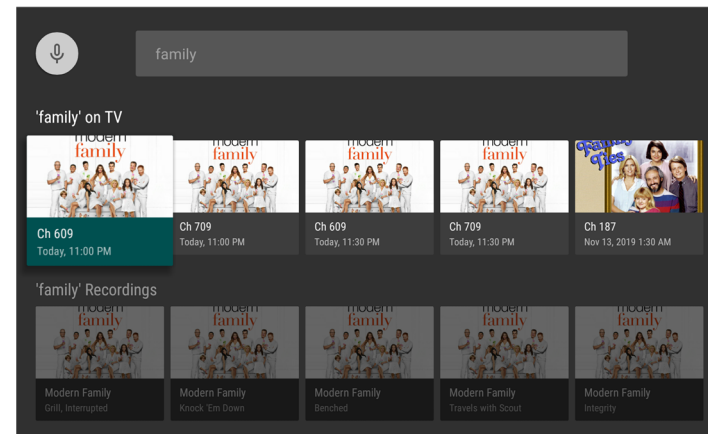 family
'family' on TV
modern
family
Ch 609
Today, 11:00 PM
modern
family
Ch 709
Today, 11:00 PM
modern
family
Ch 609
Today, 11:30 PM
modern
family
Ch 709
Today, 11:30 PM
Family
Ties
Ch 187
Nov 13, 2019 1:30 AM
'family' Recordings
modern
family
Modern Family
Grill, Interrupted
modern
family
Modern Family
Knock 'Em Down
modern
family
Modern Family
Benched
modern
family
Modern Family
Travels with Scout
modern
family
Modern Family
Integrity